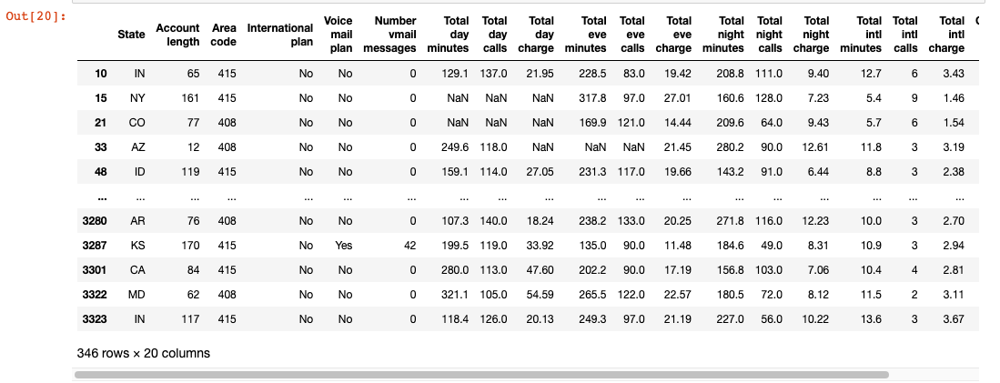 Out[20]:
State Account length Area code International plan Voice mail plan Number vmail messages Total day minutes Total day calls Total day charge Total eve minutes Total eve calls Total eve charge Total night minutes Total night calls Total night charge Total intl minutes Total intl calls Total intl charge
10 IN 65 415 No No 0 129.1 137.0 21.95 228.5 83.0 19.42 208.8 111.0 9.40 12.7 6 3.43
15 NY 161 415 No No 0 NaN NaN NaN 317.8 97.0 27.01 160.6 128.0 7.23 5.4 9 1.46
21 CO 77 408 No No 0 NaN NaN NaN 169.9 121.0 14.44 209.6 64.0 9.43 5.7 6 1.54
33 AZ 12 408 No No 0 249.6 118.0 NaN NaN NaN 21.45 280.2 90.0 12.61 11.8 3 3.19
48 ID 119 415 No No 0 159.1 114.0 27.05 231.3 117.0 19.66 143.2 91.0 6.44 8.8 3 2.38
... ... ... ... ... ... ... ... ... ... ... ... ... ... ... ... ... ... ...
3280 AR 76 408 No No 0 107.3 140.0 18.24 238.2 133.0 20.25 271.8 116.0 12.23 10.0 3 2.70
3287 KS 170 415 No Yes 42 199.5 119.0 33.92 135.0 90.0 11.48 184.6 49.0 8.31 10.9 3 2.94
3301 CA 84 415 No No 0 280.0 113.0 47.60 202.2 90.0 17.19 156.8 103.0 7.06 10.4 4 2.81
3322 MD 62 408 No No 0 321.1 105.0 54.59 265.5 122.0 22.57 180.5 72.0 8.12 11.5 2 3.11
3323 IN 117 415 No No 0 118.4 126.0 20.13 249.3 97.0 21.19 227.0 56.0 10.22 13.6 3 3.67
346 rows × 20 columns